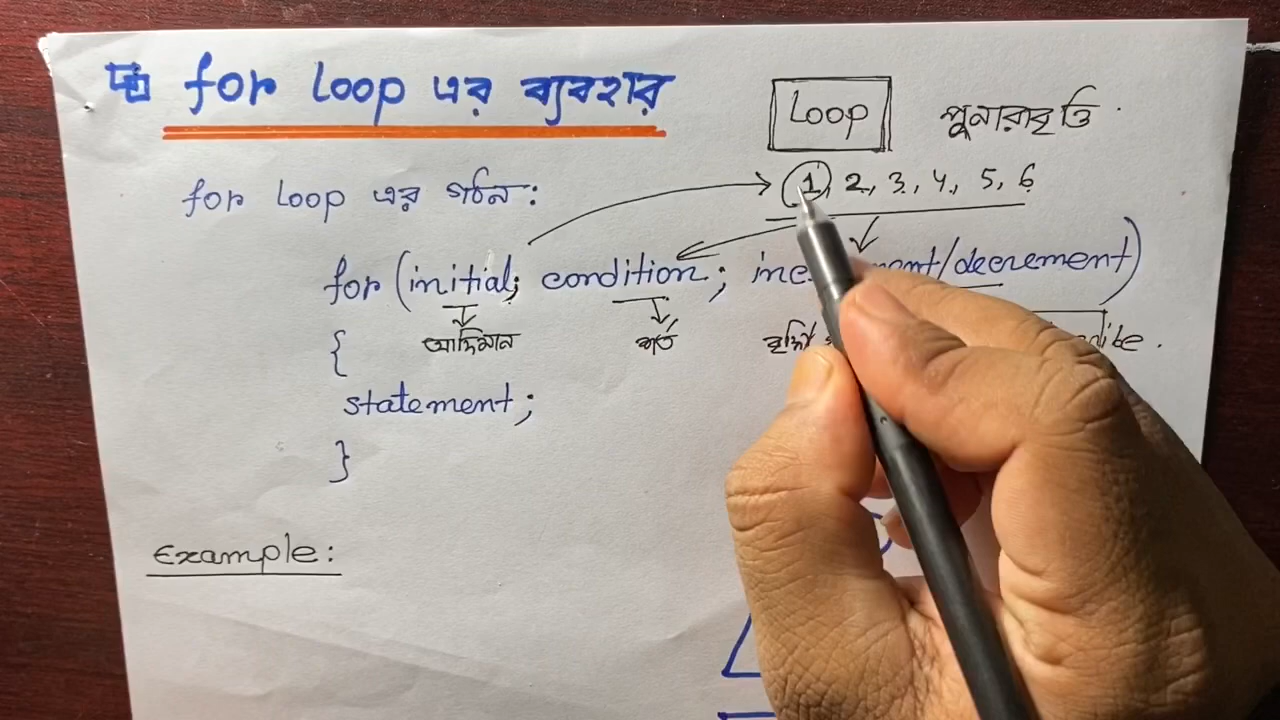 for Loop এর ব্যবহার
Loop পুনারাবৃত্তি
for Loop এর গঠন:
1, 2, 3, 4, 5, 6
for (initial; condition; inc ment/decrement)
আদিমান শর্ত
{
statement;
}
Example: